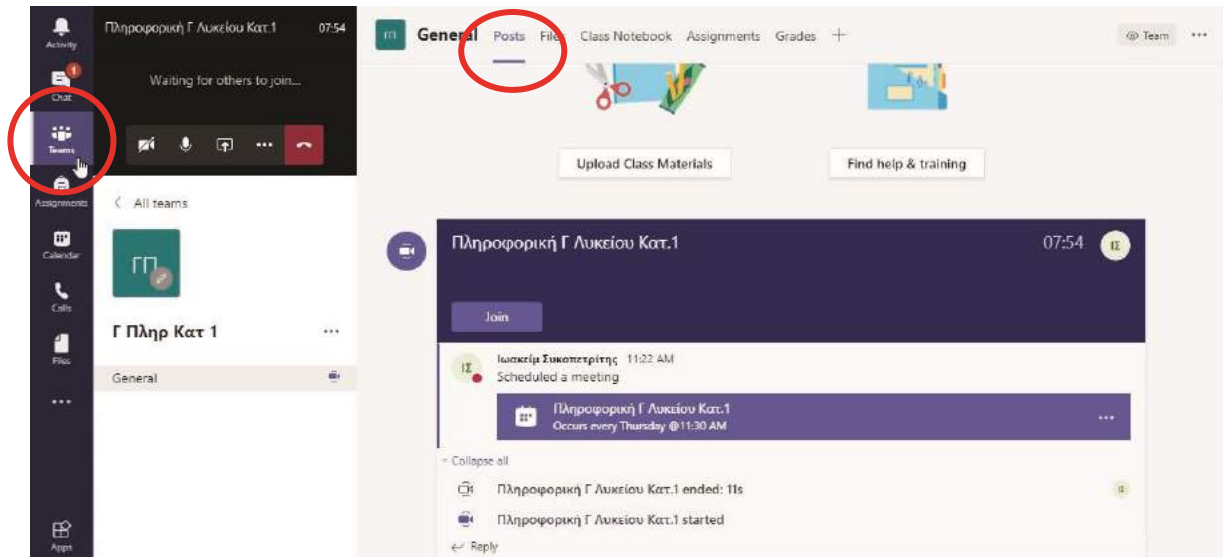 Activity
1
Chat
Teams
Assignments
Calendar
Calls
Files
Apps
Πληροφορική Γ Λυκείου Κατ.1 07:54
Waiting for others to join...
All teams
ΓΠ
Γ Πληρ Κατ 1
General
General Posts Files Class Notebook Assignments Grades
Team
Upload Class Materials
Find help & training
Πληροφορική Γ Λυκείου Κατ.1 07:54 ΙΣ
Join
ΙΣ
Ιωακείμ Συκοπετρίτης 11:22 AM
Scheduled a meeting
Πληροφορική Γ Λυκείου Κατ.1
Occurs every Thursday @11:30 AM
Collapse all
Πληροφορική Γ Λυκείου Κατ.1 ended: 11s ΙΣ
Πληροφορική Γ Λυκείου Κατ.1 started
Reply